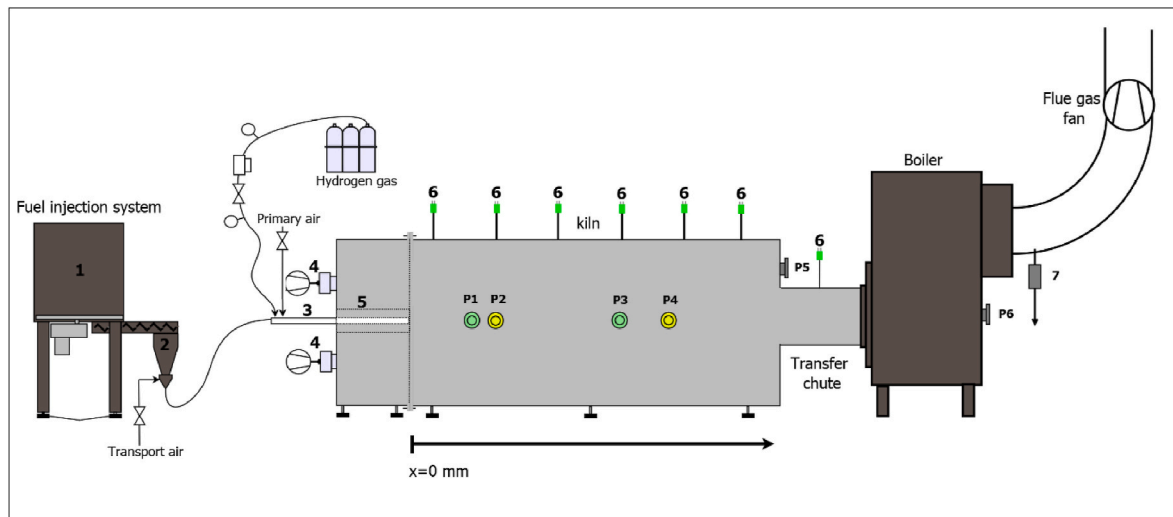 Flue gas
fan
Boiler
Hydrogen gas
Fuel injection system
Primary air
kiln
6
6
6
6
6
6
6
1
4
P5
5
3
P1
P2
P3
P4
7
P6
2
4
Transfer
chute
Transport air
x=0 mm